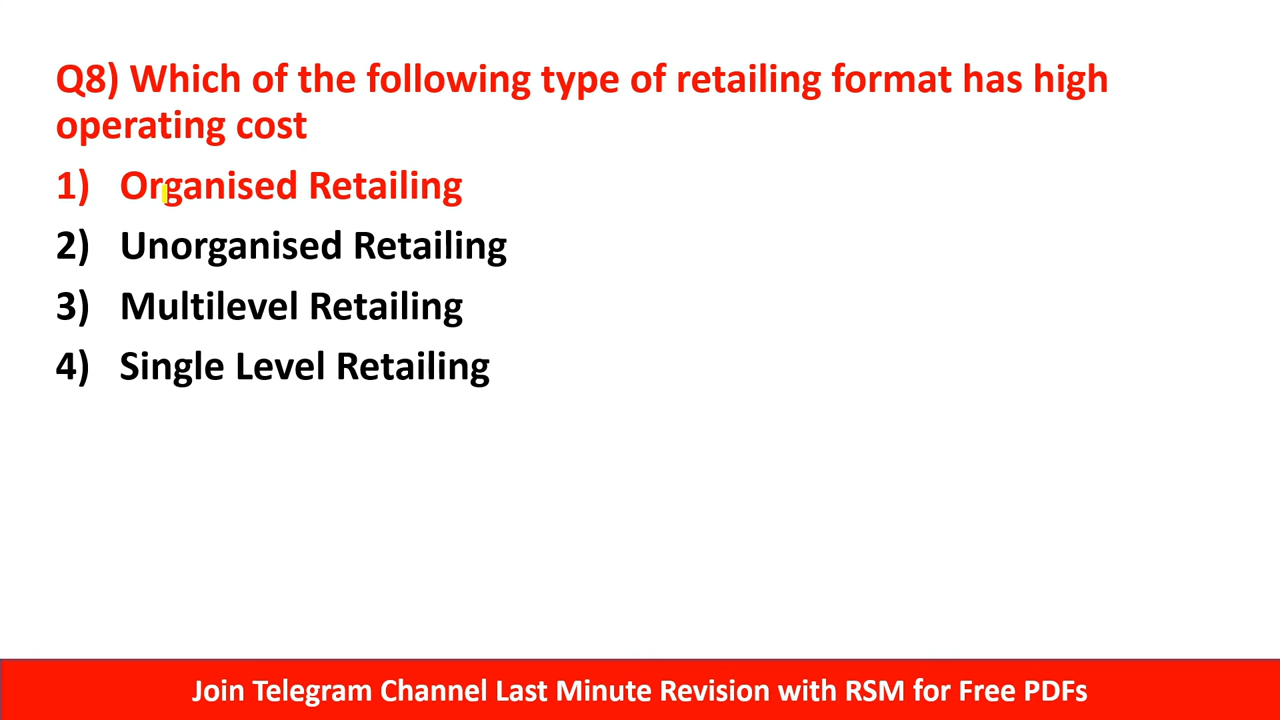 Q8) Which of the following type of retailing format has high
operating cost
1) Organised Retailing
2) Unorganised Retailing
3) Multilevel Retailing
4) Single Level Retailing
Join Telegram Channel Last Minute Revision with RSM for Free PDFs